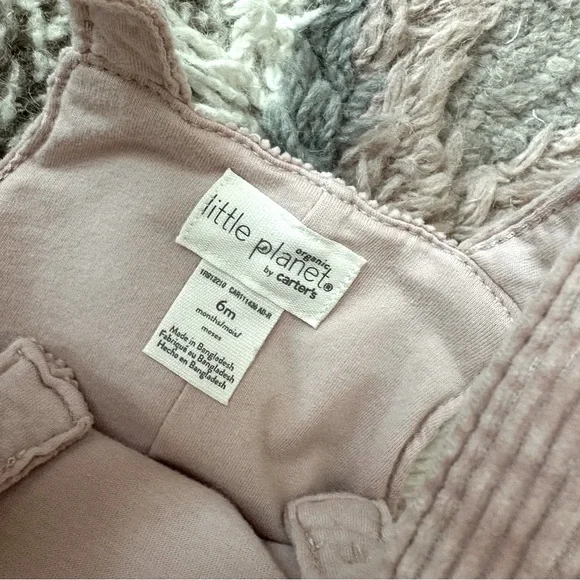 little planet®
organic
by carter's
6m
months/mois/
meses
Made in Bangladesh
Fabriqué au Bangladesh
Hecho en Bangladesh